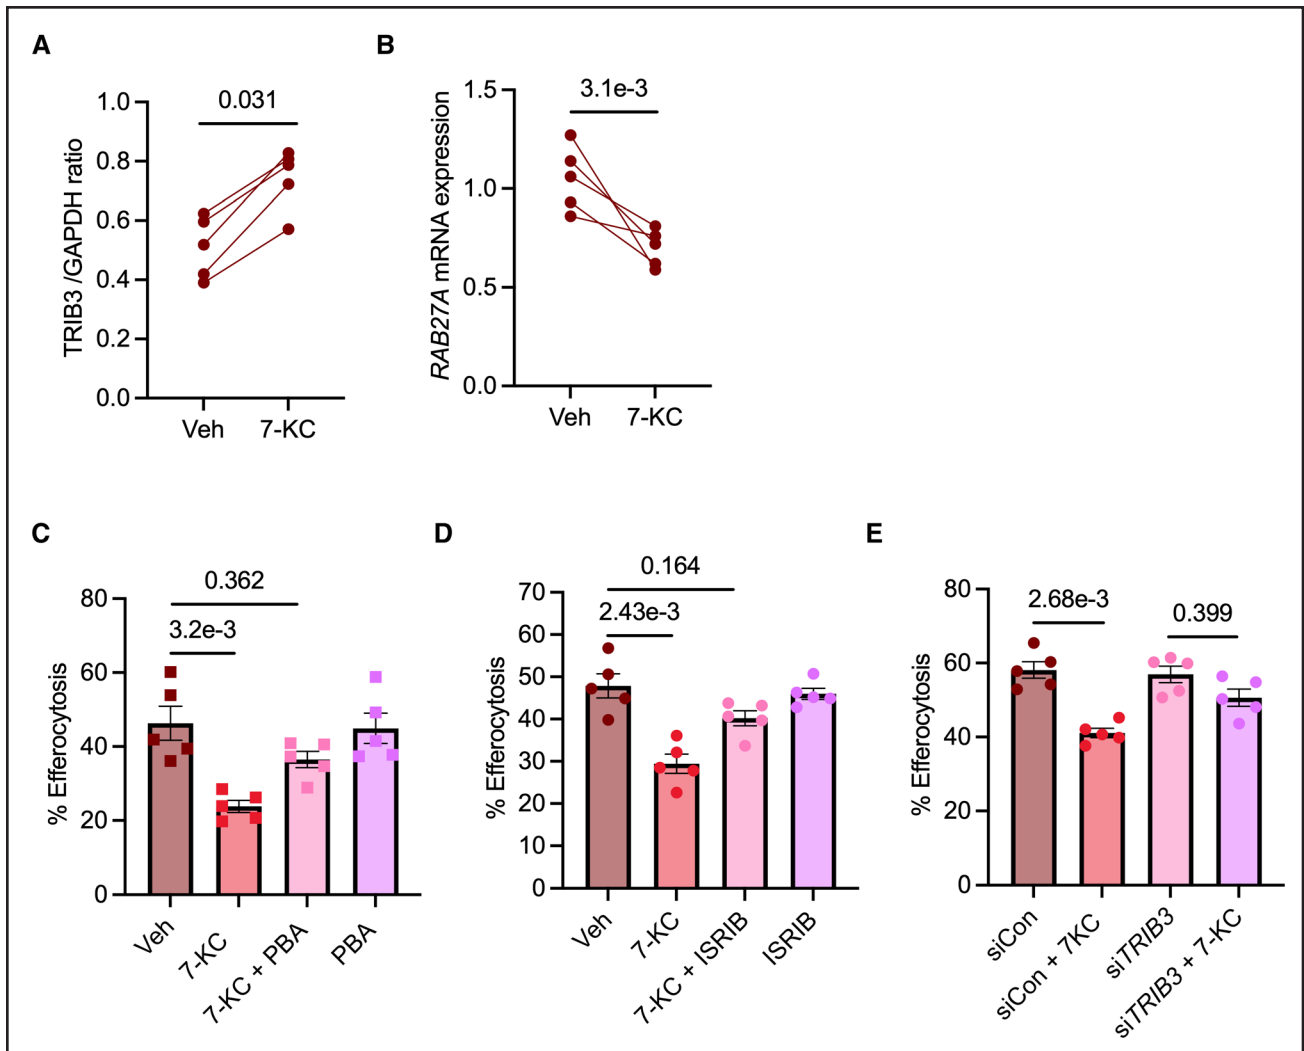 A
TRIB3 /GAPDH ratio
1.0
0.8
0.6
0.4
0.2
0.0
0.031
Veh
7-KC
B
RAB27A mRNA expression
1.5
1.0
0.5
0.0
3.1e-3
Veh
7-KC
C
% Efferocytosis
80
60
40
20
0
0.362
3.2e-3
Veh
7-KC
7-KC + PBA
PBA
D
% Efferocytosis
70
60
50
40
30
20
10
0
0.164
2.43e-3
Veh
7-KC
7-KC + ISRIB
ISRIB
E
% Efferocytosis
80
60
40
20
0
2.68e-3
0.399
siCon
siCon + 7KC
siTRIB3
siTRIB3 + 7-KC